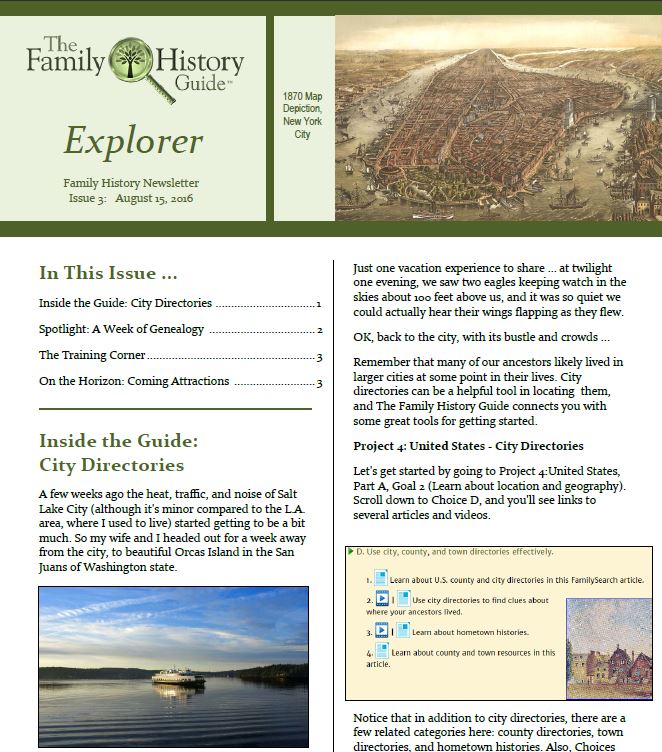 The
Family History
Guide™
Explorer
Family History Newsletter
Issue 3: August 15, 2016
1870 Map
Depiction,
New York
City
In This Issue ...
Inside the Guide: City Directories ................................1
Spotlight: A Week of Genealogy ...................................2
The Training Corner.......................................................3
On the Horizon: Coming Attractions ...........................3
Inside the Guide:
City Directories
A few weeks ago the heat, traffic, and noise of Salt
Lake City (although it's minor compared to the L.A.
area, where I used to live) started getting to be a bit
much. So my wife and I headed out for a week away
from the city, to beautiful Orcas Island in the San
Juans of Washington state.
Just one vacation experience to share ... at twilight
one evening, we saw two eagles keeping watch in the
skies about 100 feet above us, and it was so quiet we
could actually hear their wings flapping as they flew.
OK, back to the city, with its bustle and crowds ...
Remember that many of our ancestors likely lived in
larger cities at some point in their lives. City
directories can be a helpful tool in locating them,
and The Family History Guide connects you with
some great tools for getting started.
Project 4: United States - City Directories
Let's get started by going to Project 4:United States,
Part A, Goal 2 (Learn about location and geography).
Scroll down to Choice D, and you'll see links to
several articles and videos.
D. Use city, county, and town directories effectively.
1. Learn about U.S. county and city directories in this FamilySearch article.
2. | Use city directories to find clues about
where your ancestors lived.
3. | Learn about hometown histories.
4. Learn about county and town resources in this
article.
Notice that in addition to city directories, there are a
few related categories here: county directories, town
directories, and hometown histories. Also, Choices